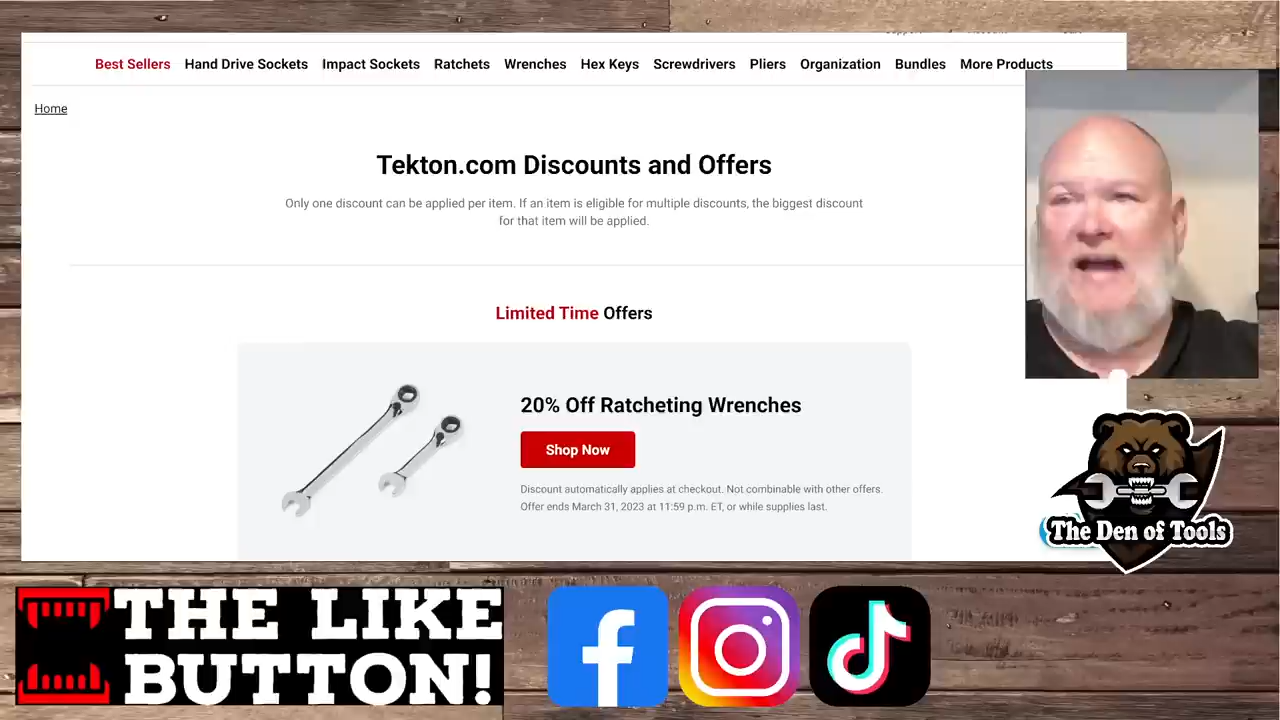 Best Sellers Hand Drive Sockets Impact Sockets Ratchets Wrenches Hex Keys Screwdrivers Pliers Organization Bundles More Products
Home
Tekton.com Discounts and Offers
Only one discount can be applied per item. If an item is eligible for multiple discounts, the biggest discount
for that item will be applied.
Limited Time Offers
20% Off Ratcheting Wrenches
Shop Now
Discount automatically applies at checkout. Not combinable with other offers.
Offer ends March 31, 2023 at 11:59 p.m. ET, or while supplies last.
The Den of Tools
THE LIKE
BUTTON!